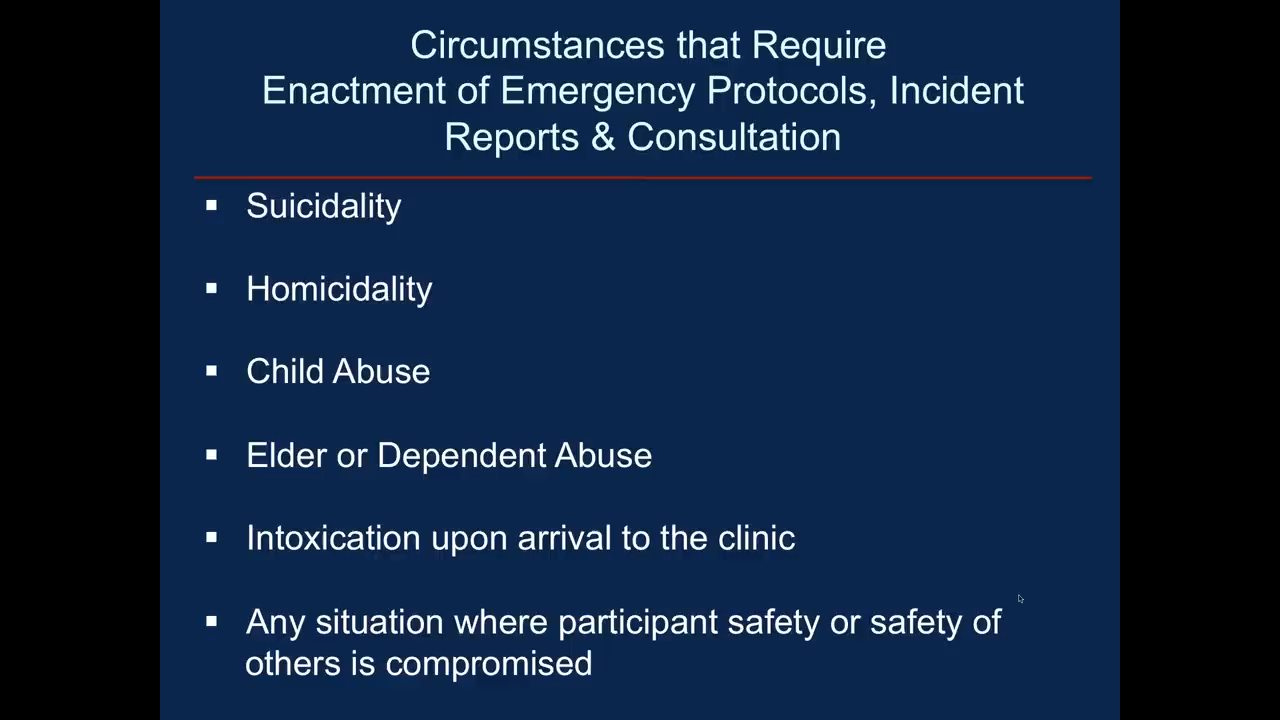 Circumstances that Require
Enactment of Emergency Protocols, Incident
Reports & Consultation
▪ Suicidality
▪ Homicidality
▪ Child Abuse
▪ Elder or Dependent Abuse
▪ Intoxication upon arrival to the clinic
▪ Any situation where participant safety or safety of
others is compromised